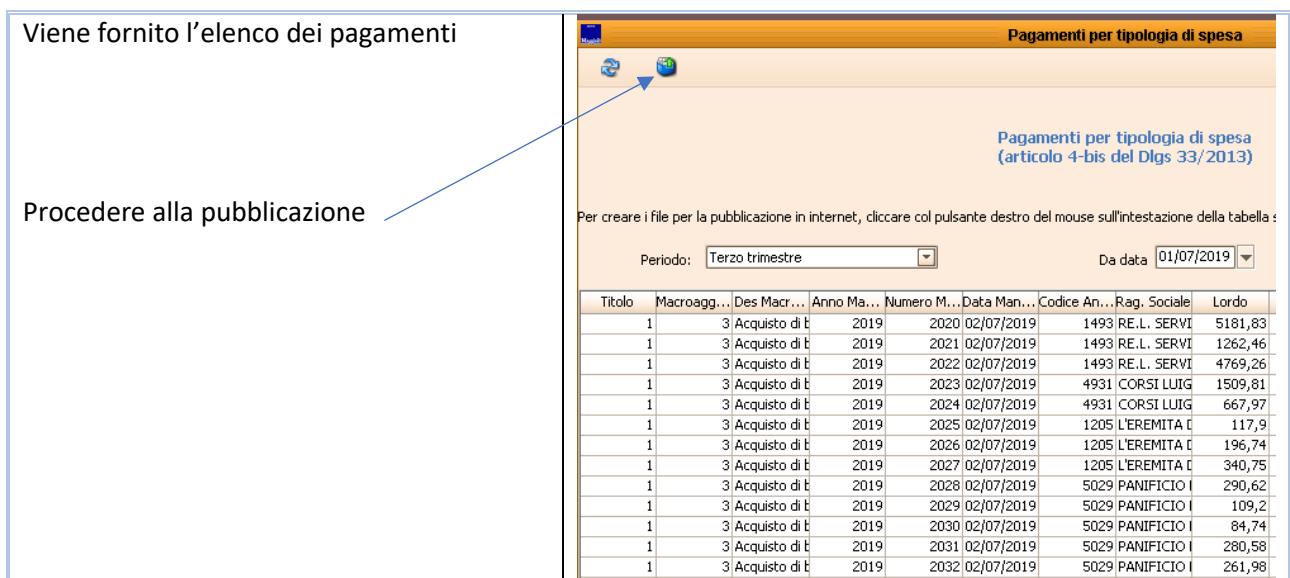 Viene fornito l’elenco dei pagamenti
Procedere alla pubblicazione
Pagamenti per tipologia di spesa
Pagamenti per tipologia di spesa
(articolo 4-bis del Dlgs 33/2013)
Per creare i file per la pubblicazione in internet, cliccare col pulsante destro del mouse sull'intestazione della tabella s
Periodo: Terzo trimestre Da data 01/07/2019
Titolo Macroagg... Des Macr... Anno Ma... Numero M... Data Man... Codice An... Rag. Sociale Lordo
1 3 Acquisto di b 2019 2020 02/07/2019 1493 RE.L. SERVI 5181,83
1 3 Acquisto di b 2019 2021 02/07/2019 1493 RE.L. SERVI 1262,46
1 3 Acquisto di b 2019 2022 02/07/2019 1493 RE.L. SERVI 4769,26
1 3 Acquisto di b 2019 2023 02/07/2019 4931 CORSI LUIG 1509,81
1 3 Acquisto di b 2019 2024 02/07/2019 4931 CORSI LUIG 667,97
1 3 Acquisto di b 2019 2025 02/07/2019 1205 L'EREMITA D 117,9
1 3 Acquisto di b 2019 2026 02/07/2019 1205 L'EREMITA D 196,74
1 3 Acquisto di b 2019 2027 02/07/2019 1205 L'EREMITA D 340,75
1 3 Acquisto di b 2019 2028 02/07/2019 5029 PANIFICIO 290,62
1 3 Acquisto di b 2019 2029 02/07/2019 5029 PANIFICIO 109,2
1 3 Acquisto di b 2019 2030 02/07/2019 5029 PANIFICIO 84,74
1 3 Acquisto di b 2019 2031 02/07/2019 5029 PANIFICIO 280,58
1 3 Acquisto di b 2019 2032 02/07/2019 5029 PANIFICIO 261,98